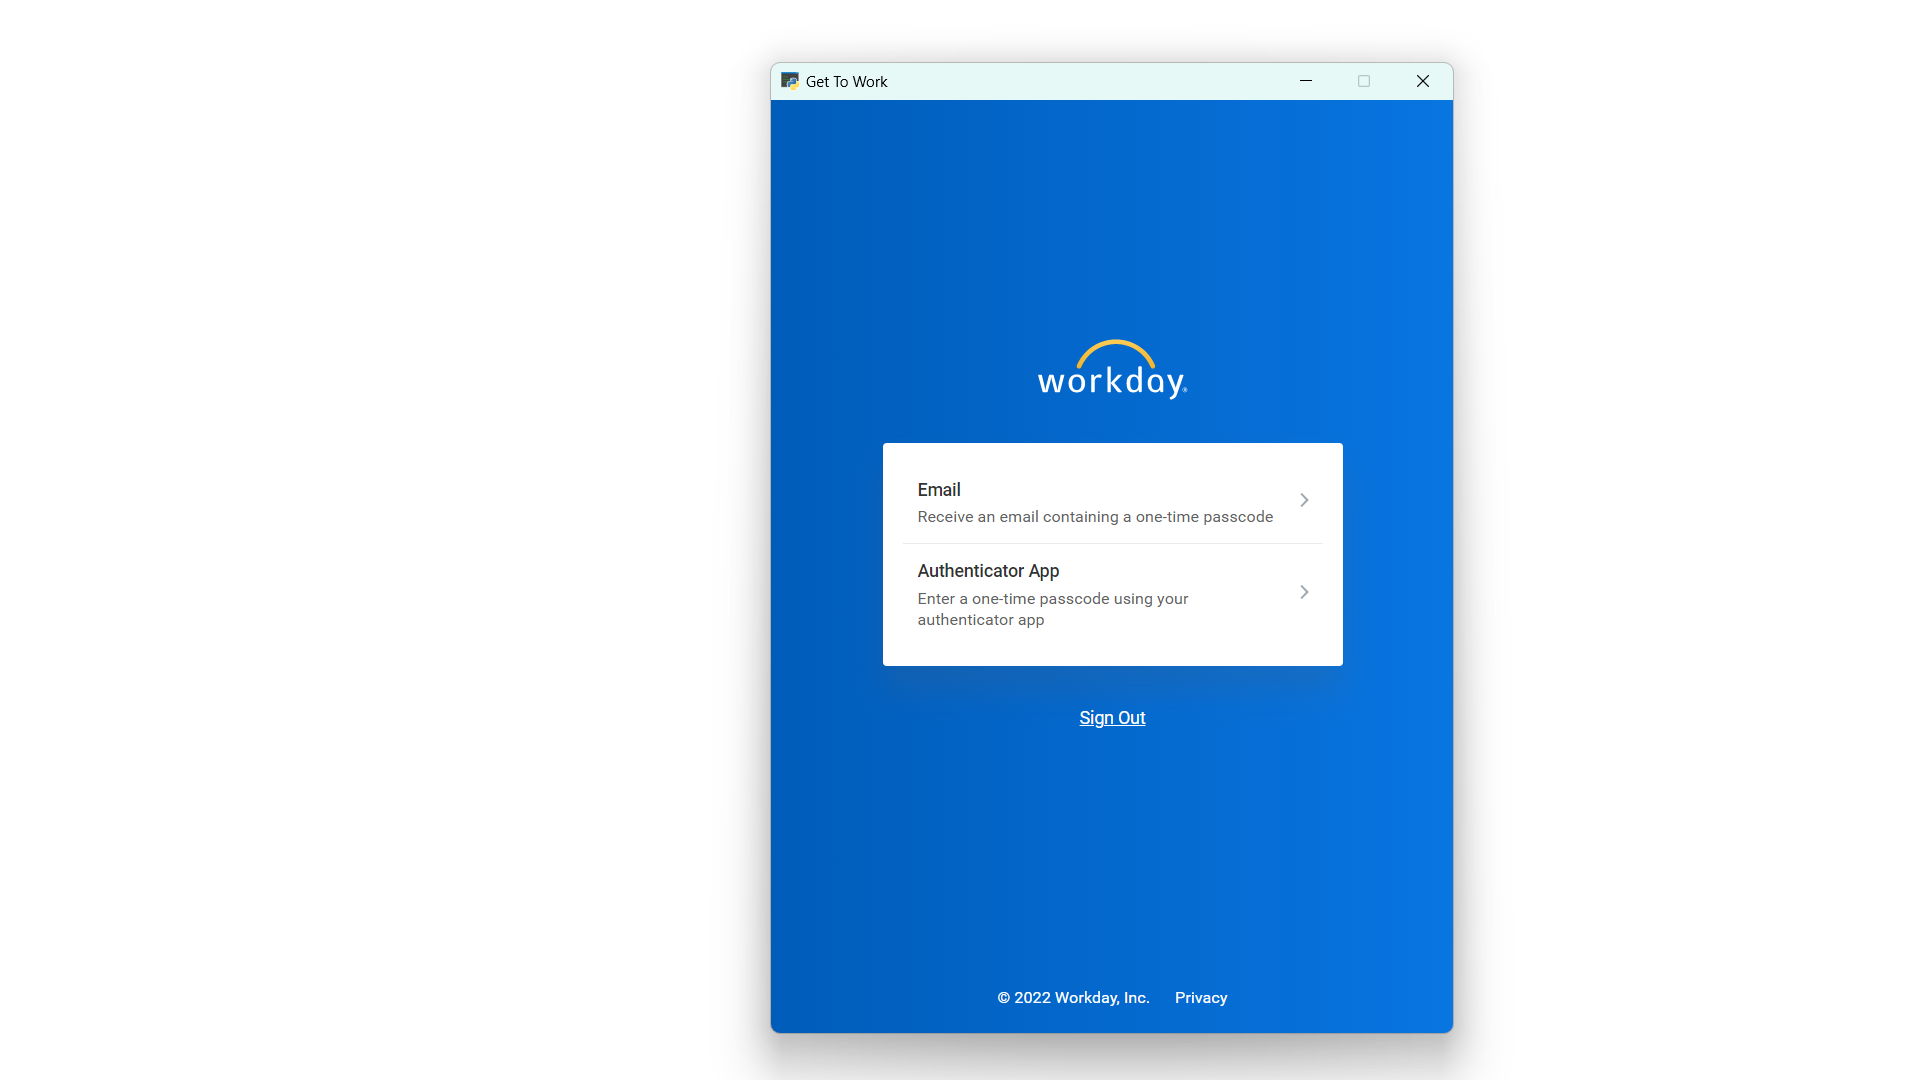 Get To Work
workday®
Email
Receive an email containing a one-time passcode
Authenticator App
Enter a one-time passcode using your
authenticator app
Sign Out
© 2022 Workday, Inc. Privacy